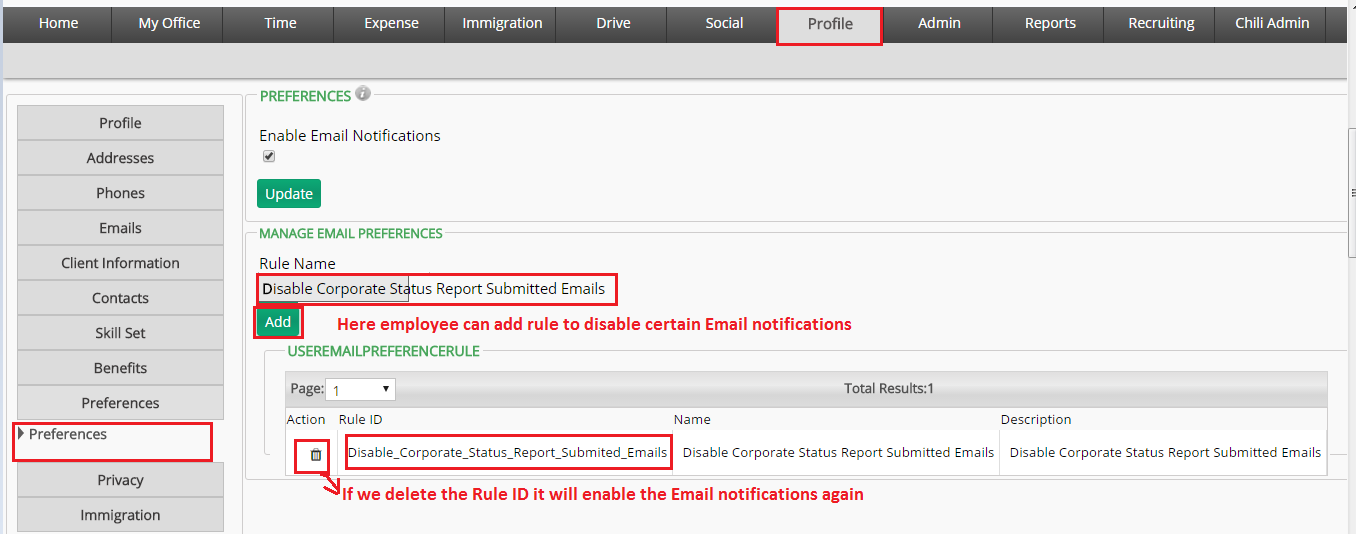 Home My Office Time Expense Immigration Drive Social Profile Admin Reports Recruiting Chili Admin
Profile
Addresses
Phones
Emails
Client Information
Contacts
Skill Set
Benefits
Preferences
Preferences
Privacy
Immigration
PREFERENCES
Enable Email Notifications
Update
MANAGE EMAIL PREFERENCES
Rule Name
Disable Corporate Status Report Submitted Emails
Add Here employee can add rule to disable certain Email notifications
USEREMAILPREFERENCERULE
Page: 1 Total Results:1
Action Rule ID Name Description
Disable_Corporate_Status_Report_Submited_Emails Disable Corporate Status Report Submitted Emails Disable Corporate Status Report Submitted Emails
If we delete the Rule ID it will enable the Email notifications again